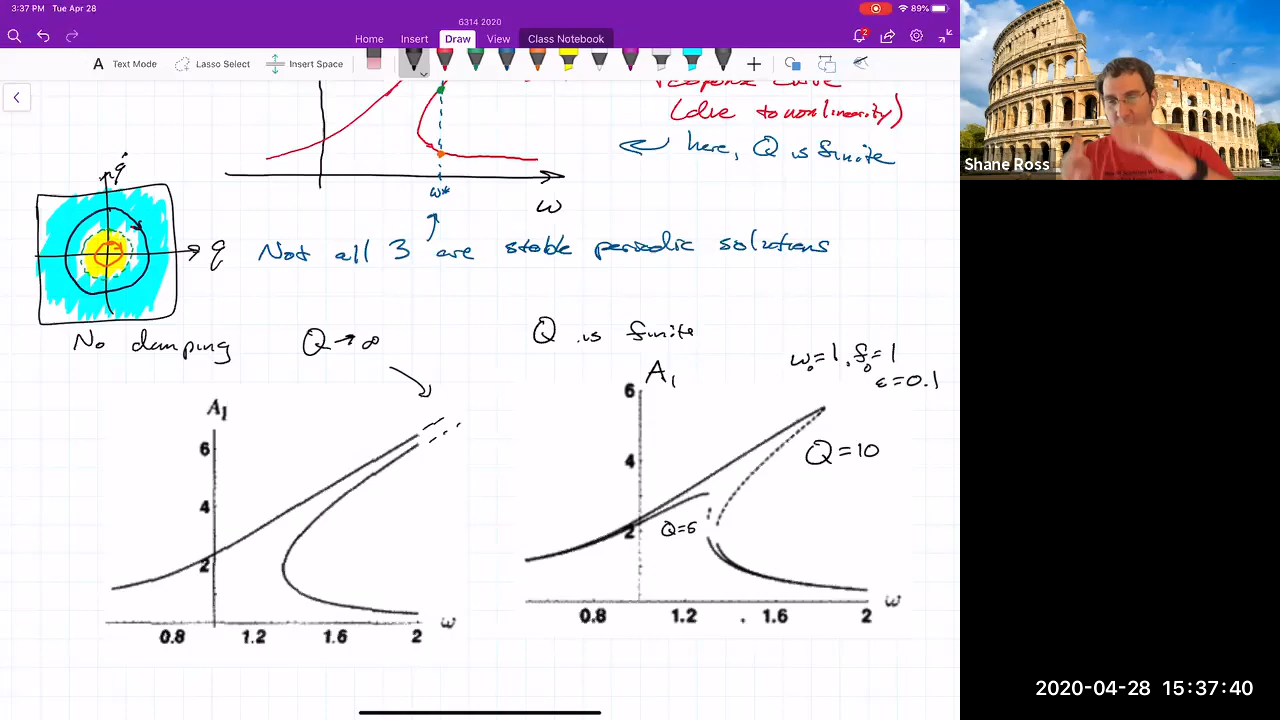 3:37 PM Tue Apr 28
89%
6314 2020
Home Insert Draw View Class Notebook
2
A Text Mode Lasso Select Insert Space
response curve
(due to nonlinearity)
← here, Q is finite
ω*
ω
q̇
q
Not all 3 are stable periodic solutions
No damping
Q → ∞
Q is finite
ω₀=1, f₀=1
ε=0.1
A1
6
4
2
0.8 1.2 1.6 2
ω
A1
6
4
2
Q=10
Q=5
0.8 1.2 1.6 2
ω
Shane Ross
2020-04-28 15:37:40